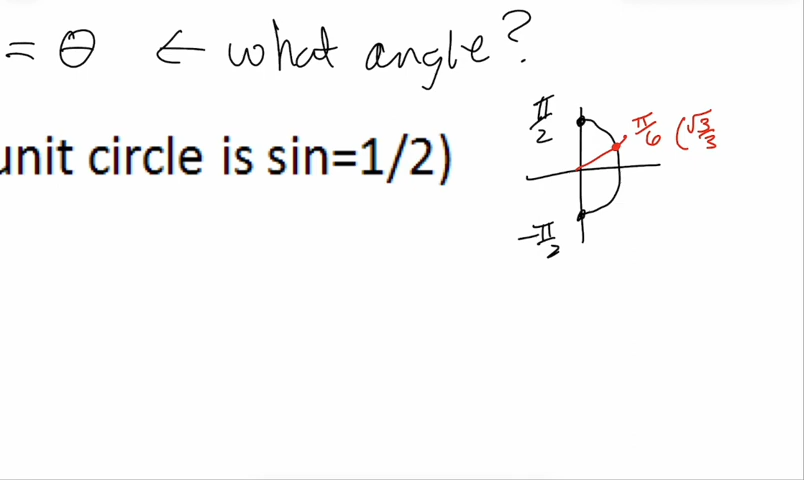 = θ ← what angle?
unit circle is sin=1/2)
π/2
π/6 (√3/3
-π/2